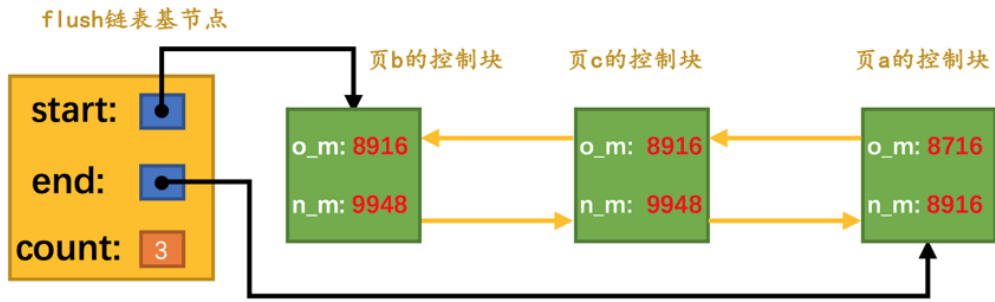 flush链表基节点
start:
end:
count: 3
页b的控制块
o_m: 8916
n_m: 9948
页c的控制块
o_m: 8916
n_m: 9948
页a的控制块
o_m: 8716
n_m: 8916